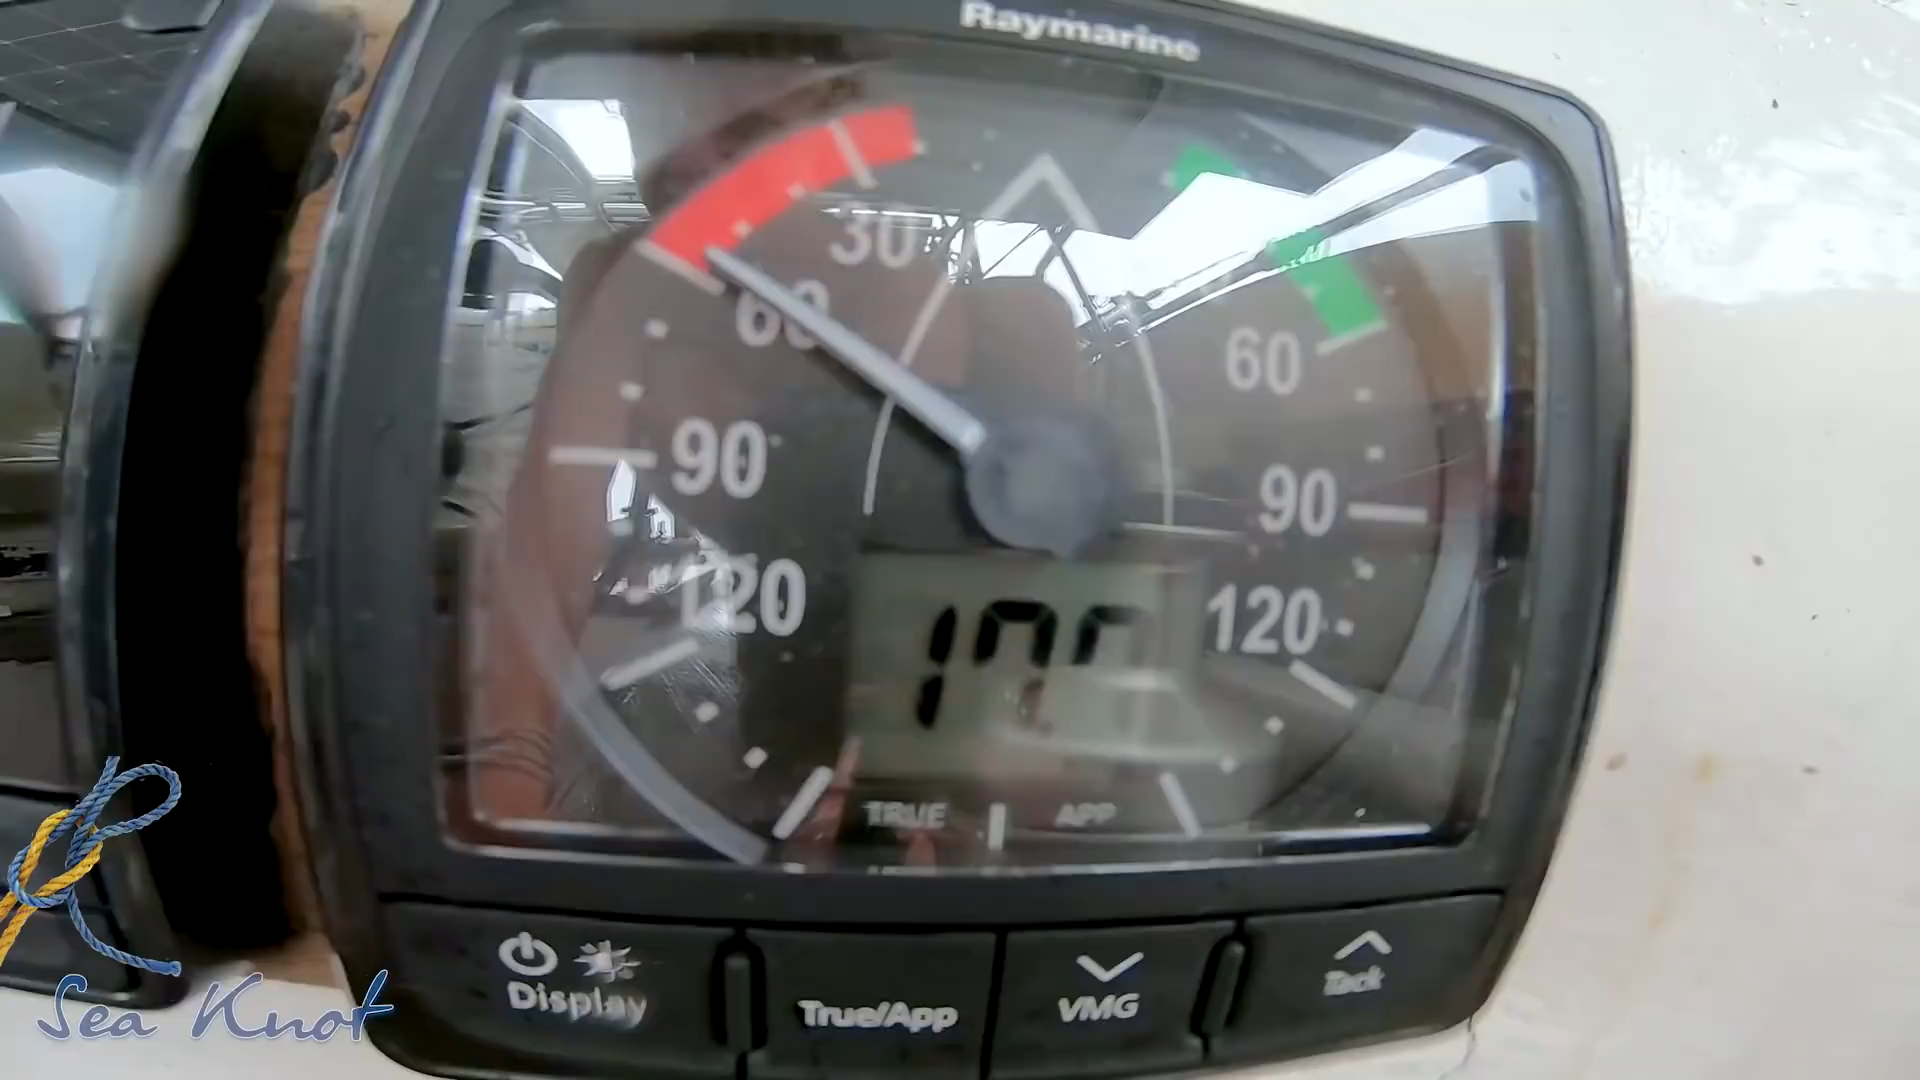 Raymarine
30
60
60
90
90
120
120
TRUE
APP
Display
True/App
VMG
Tack
Sea Knot